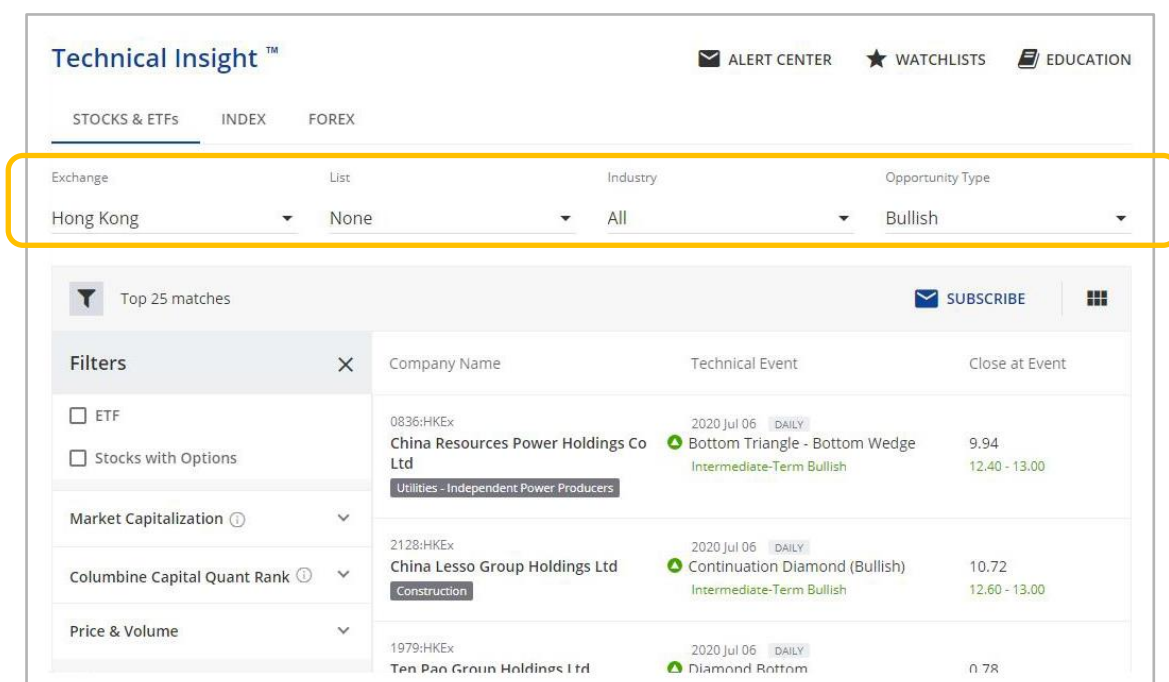 Technical Insight ™
ALERT CENTER WATCHLISTS EDUCATION
STOCKS & ETFs INDEX FOREX
Exchange List Industry Opportunity Type
Hong Kong None All Bullish
Top 25 matches SUBSCRIBE
Filters
ETF
Stocks with Options
Market Capitalization
Columbine Capital Quant Rank
Price & Volume
Company Name Technical Event Close at Event
0836:HKEx 2020 Jul 06 DAILY
China Resources Power Holdings Co Bottom Triangle - Bottom Wedge 9.94
Ltd Intermediate-Term Bullish 12.40 - 13.00
Utilities - Independent Power Producers
2128:HKEx 2020 Jul 06 DAILY
China Lesso Group Holdings Ltd Continuation Diamond (Bullish) 10.72
Construction Intermediate-Term Bullish 12.60 - 13.00
1979:HKEx 2020 Jul 06 DAILY
Ten Pao Group Holdings Ltd Diamond Bottom 0.78